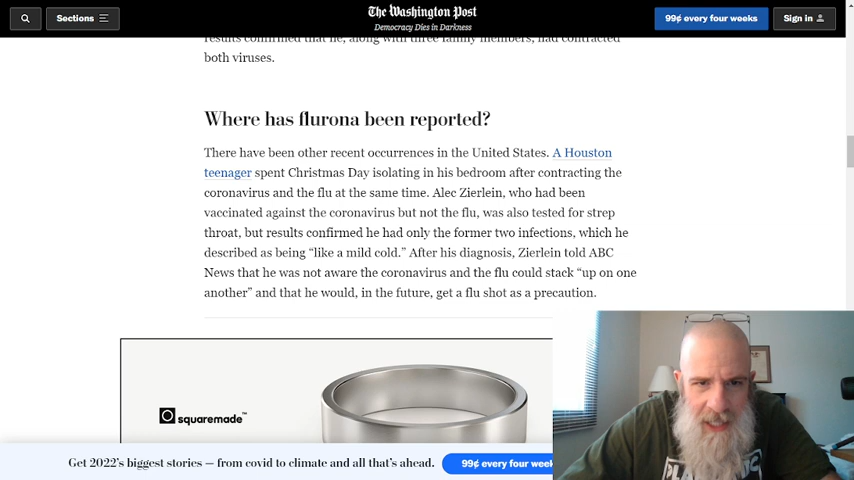 Sections
The Washington Post
Democracy Dies in Darkness
99¢ every four weeks
Sign in
results confirmed that he, along with three family members, had contracted
both viruses.
Where has flurona been reported?
There have been other recent occurrences in the United States. A Houston
teenager spent Christmas Day isolating in his bedroom after contracting the
coronavirus and the flu at the same time. Alec Zierlein, who had been
vaccinated against the coronavirus but not the flu, was also tested for strep
throat, but results confirmed he had only the former two infections, which he
described as being “like a mild cold.” After his diagnosis, Zierlein told ABC
News that he was not aware the coronavirus and the flu could stack “up on one
another” and that he would, in the future, get a flu shot as a precaution.
squaremade™
Get 2022’s biggest stories — from covid to climate and all that’s ahead.
99¢ every four week